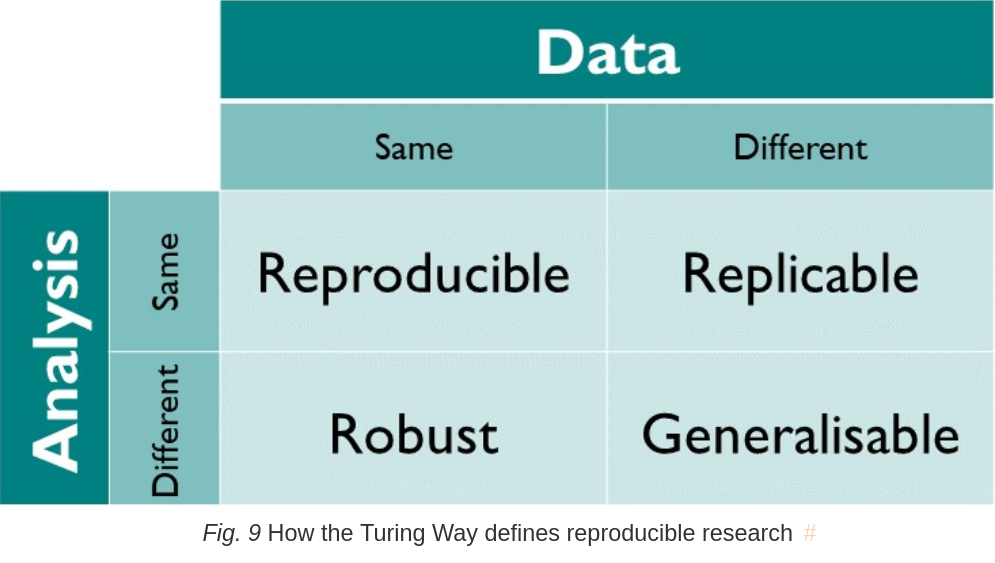 Data
Same Different
Analysis
Same
Reproducible Replicable
Different
Robust Generalisable
Fig. 9 How the Turing Way defines reproducible research #